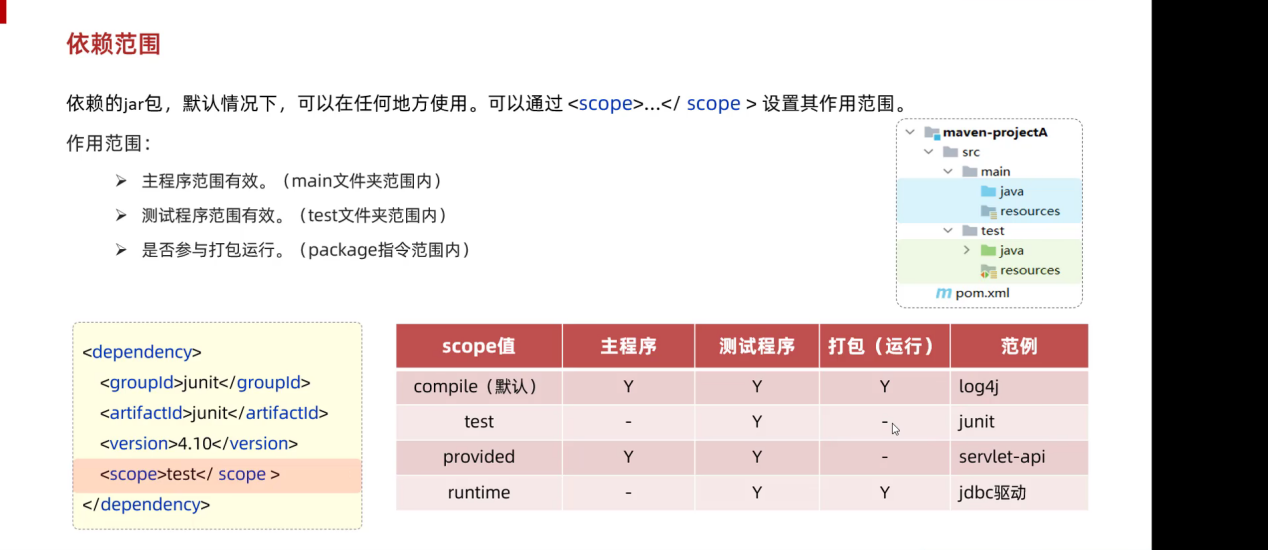 依赖范围
依赖的jar包，默认情况下，可以在任何地方使用。可以通过 <scope>...</ scope > 设置其作用范围。
作用范围：
主程序范围有效。（main文件夹范围内）
测试程序范围有效。（test文件夹范围内）
是否参与打包运行。（package指令范围内）
maven-projectA
src
main
java
resources
test
java
resources
pom.xml
<dependency>
<groupId>junit</groupId>
<artifactId>junit</artifactId>
<version>4.10</version>
<scope>test</ scope >
</dependency>
scope值 主程序 测试程序 打包（运行） 范例
compile（默认） Y Y Y log4j
test - Y - junit
provided Y Y - servlet-api
runtime - Y Y jdbc驱动